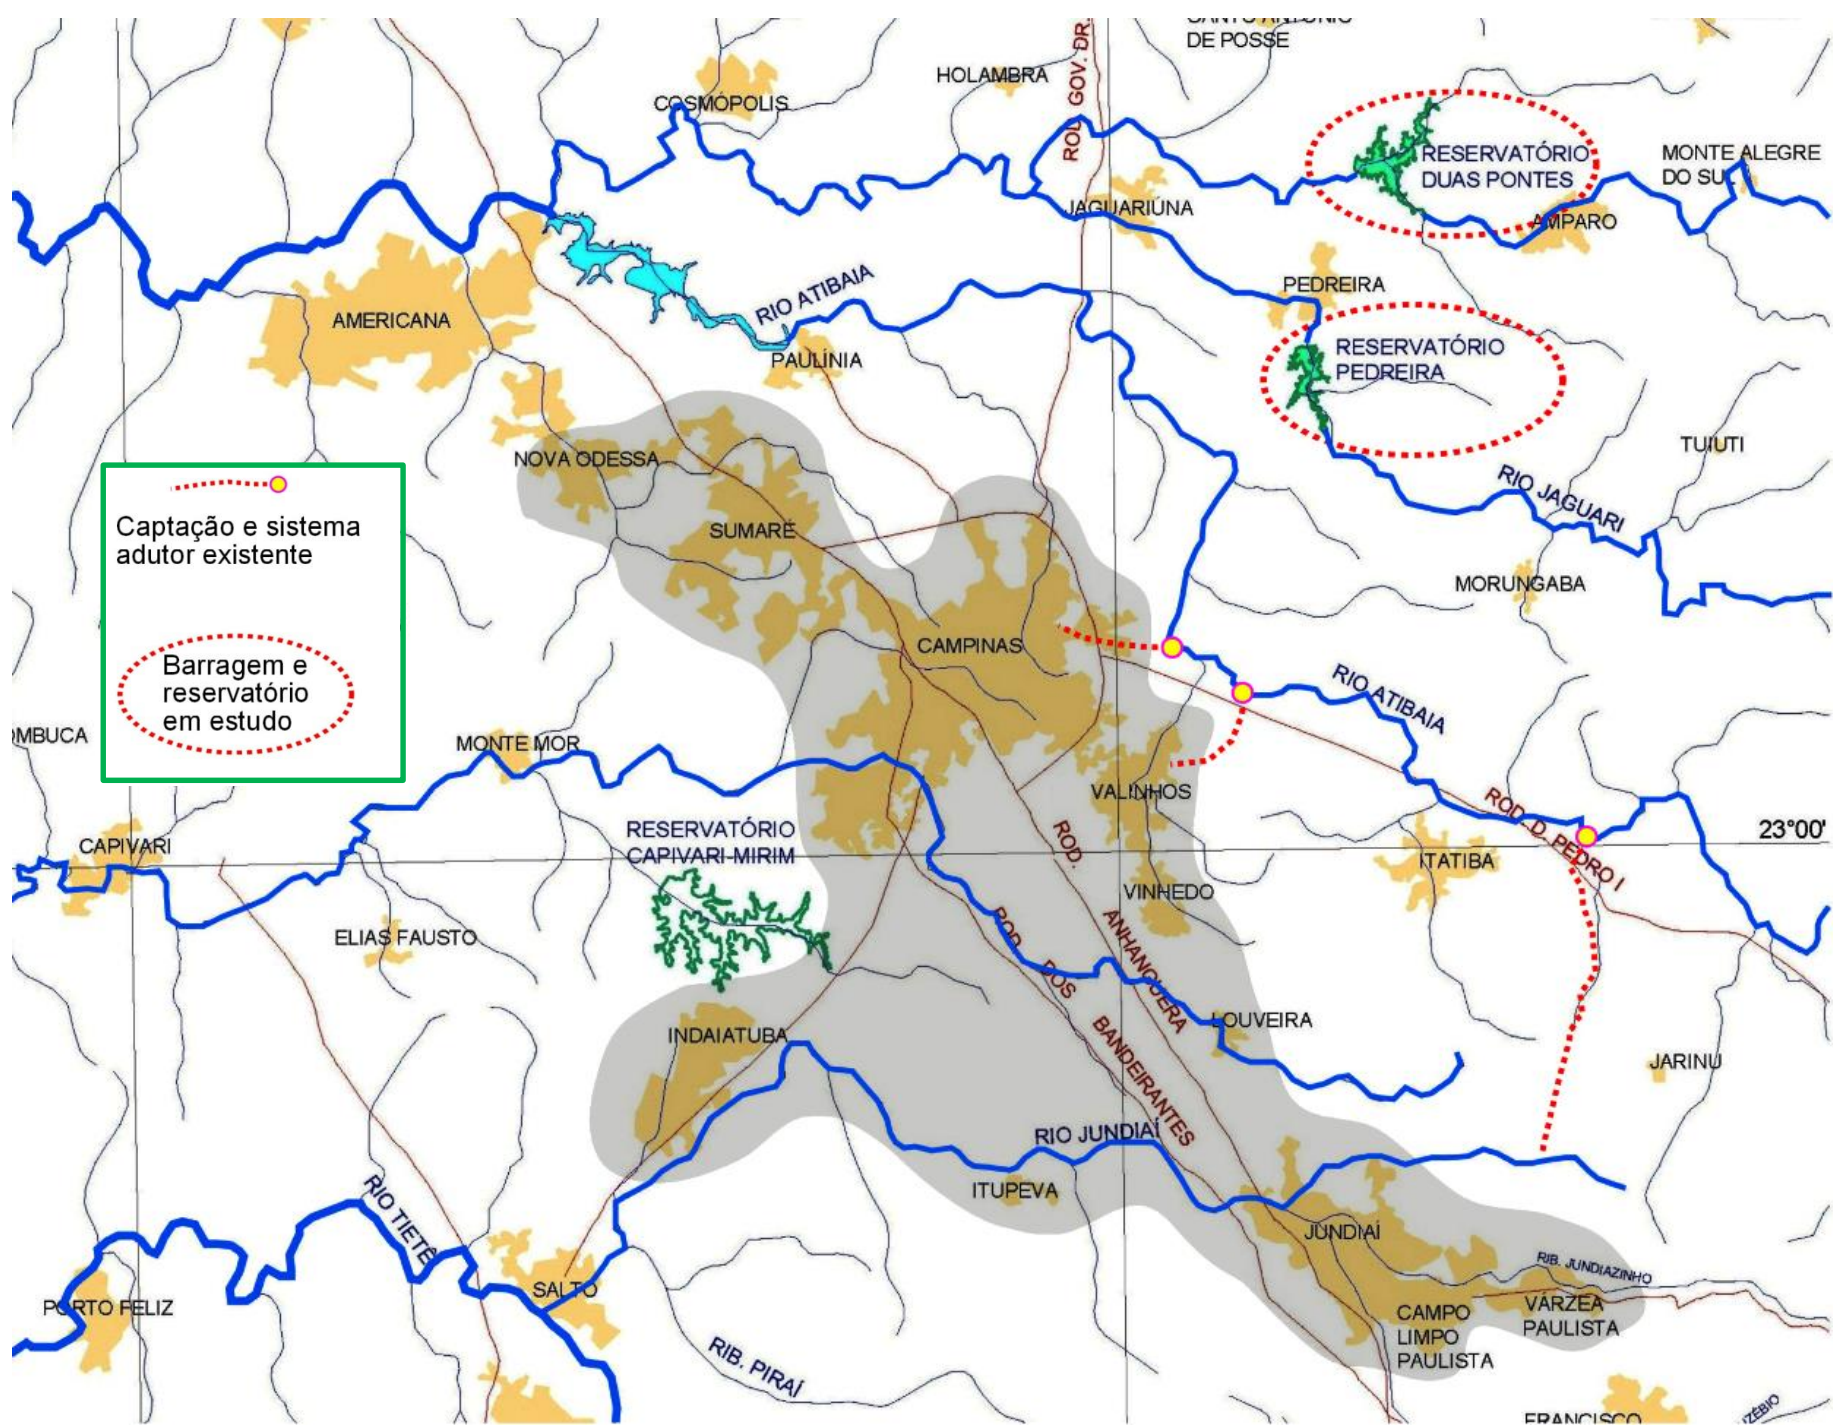 SANTO ANTÔNIO
DE POSSE
ROD. GOV. DR.
HOLAMBRA
COSMÓPOLIS
RESERVATÓRIO
DUAS PONTES
MONTE ALEGRE
DO SUL
JAGUARIÚNA
AMPARO
PEDREIRA
RIO ATIBAIA
AMERICANA
PAULÍNIA
RESERVATÓRIO
PEDREIRA
TUIUTI
NOVA ODESSA
RIO JAGUARI
Captação e sistema
adutor existente
SUMARÉ
MORUNGABA
CAMPINAS
Barragem e
reservatório
em estudo
RIO ATIBAIA
OMBUCA
MONTE MOR
VALINHOS
ROD. D. PEDRO I
23°00'
RESERVATÓRIO
CAPIVARI-MIRIM
CAPIVARI
ITATIBA
ROD.
ANHANGUERA
VINHEDO
ELIAS FAUSTO
ROD.
DOS
BANDEIRANTES
INDAIATUBA
LOUVEIRA
JARINU
RIO JUNDIAÍ
ITUPEVA
RIO TIETÊ
JUNDIAÍ
RIB. JUNDIAZINHO
SALTO
PORTO FELIZ
CAMPO
LIMPO
PAULISTA
VÁRZEA
PAULISTA
RIB. PIRAÍ
FRANCISCO